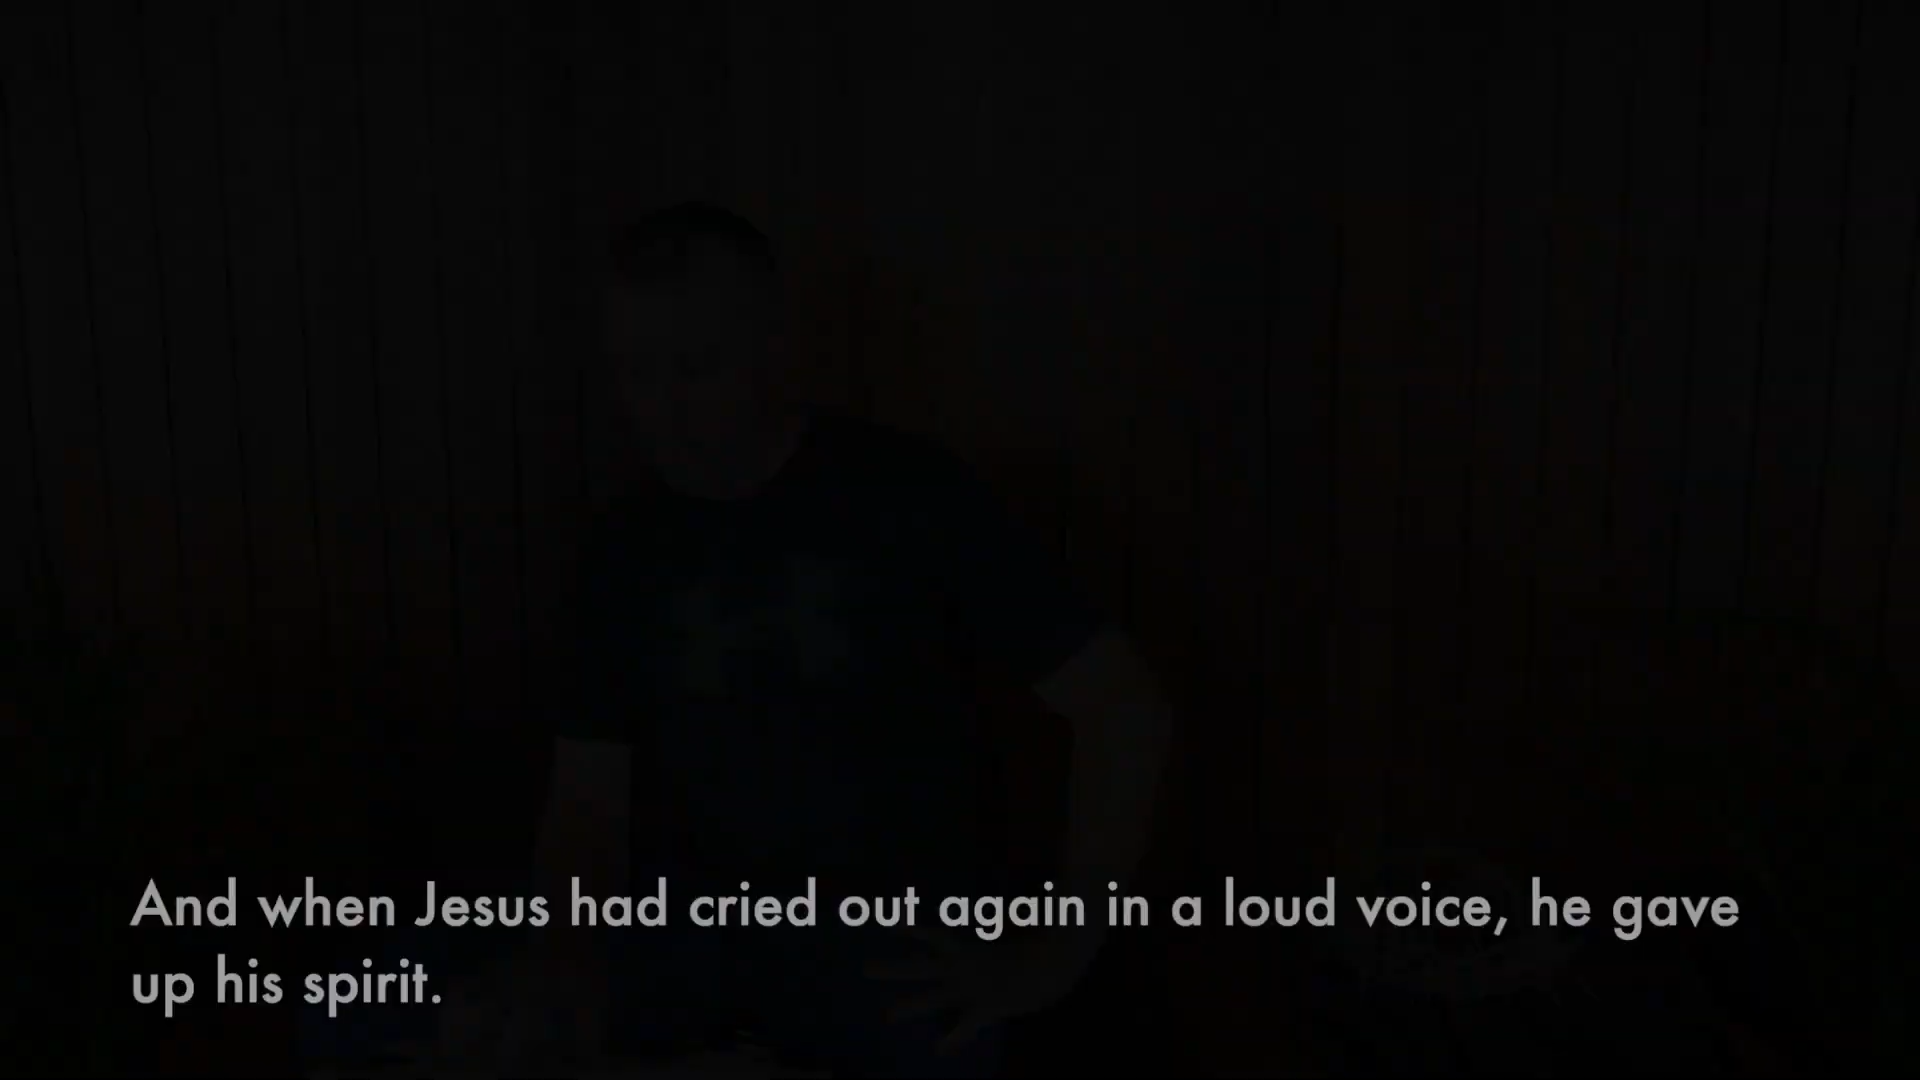 And when Jesus had cried out again in a loud voice, he gave
up his spirit.